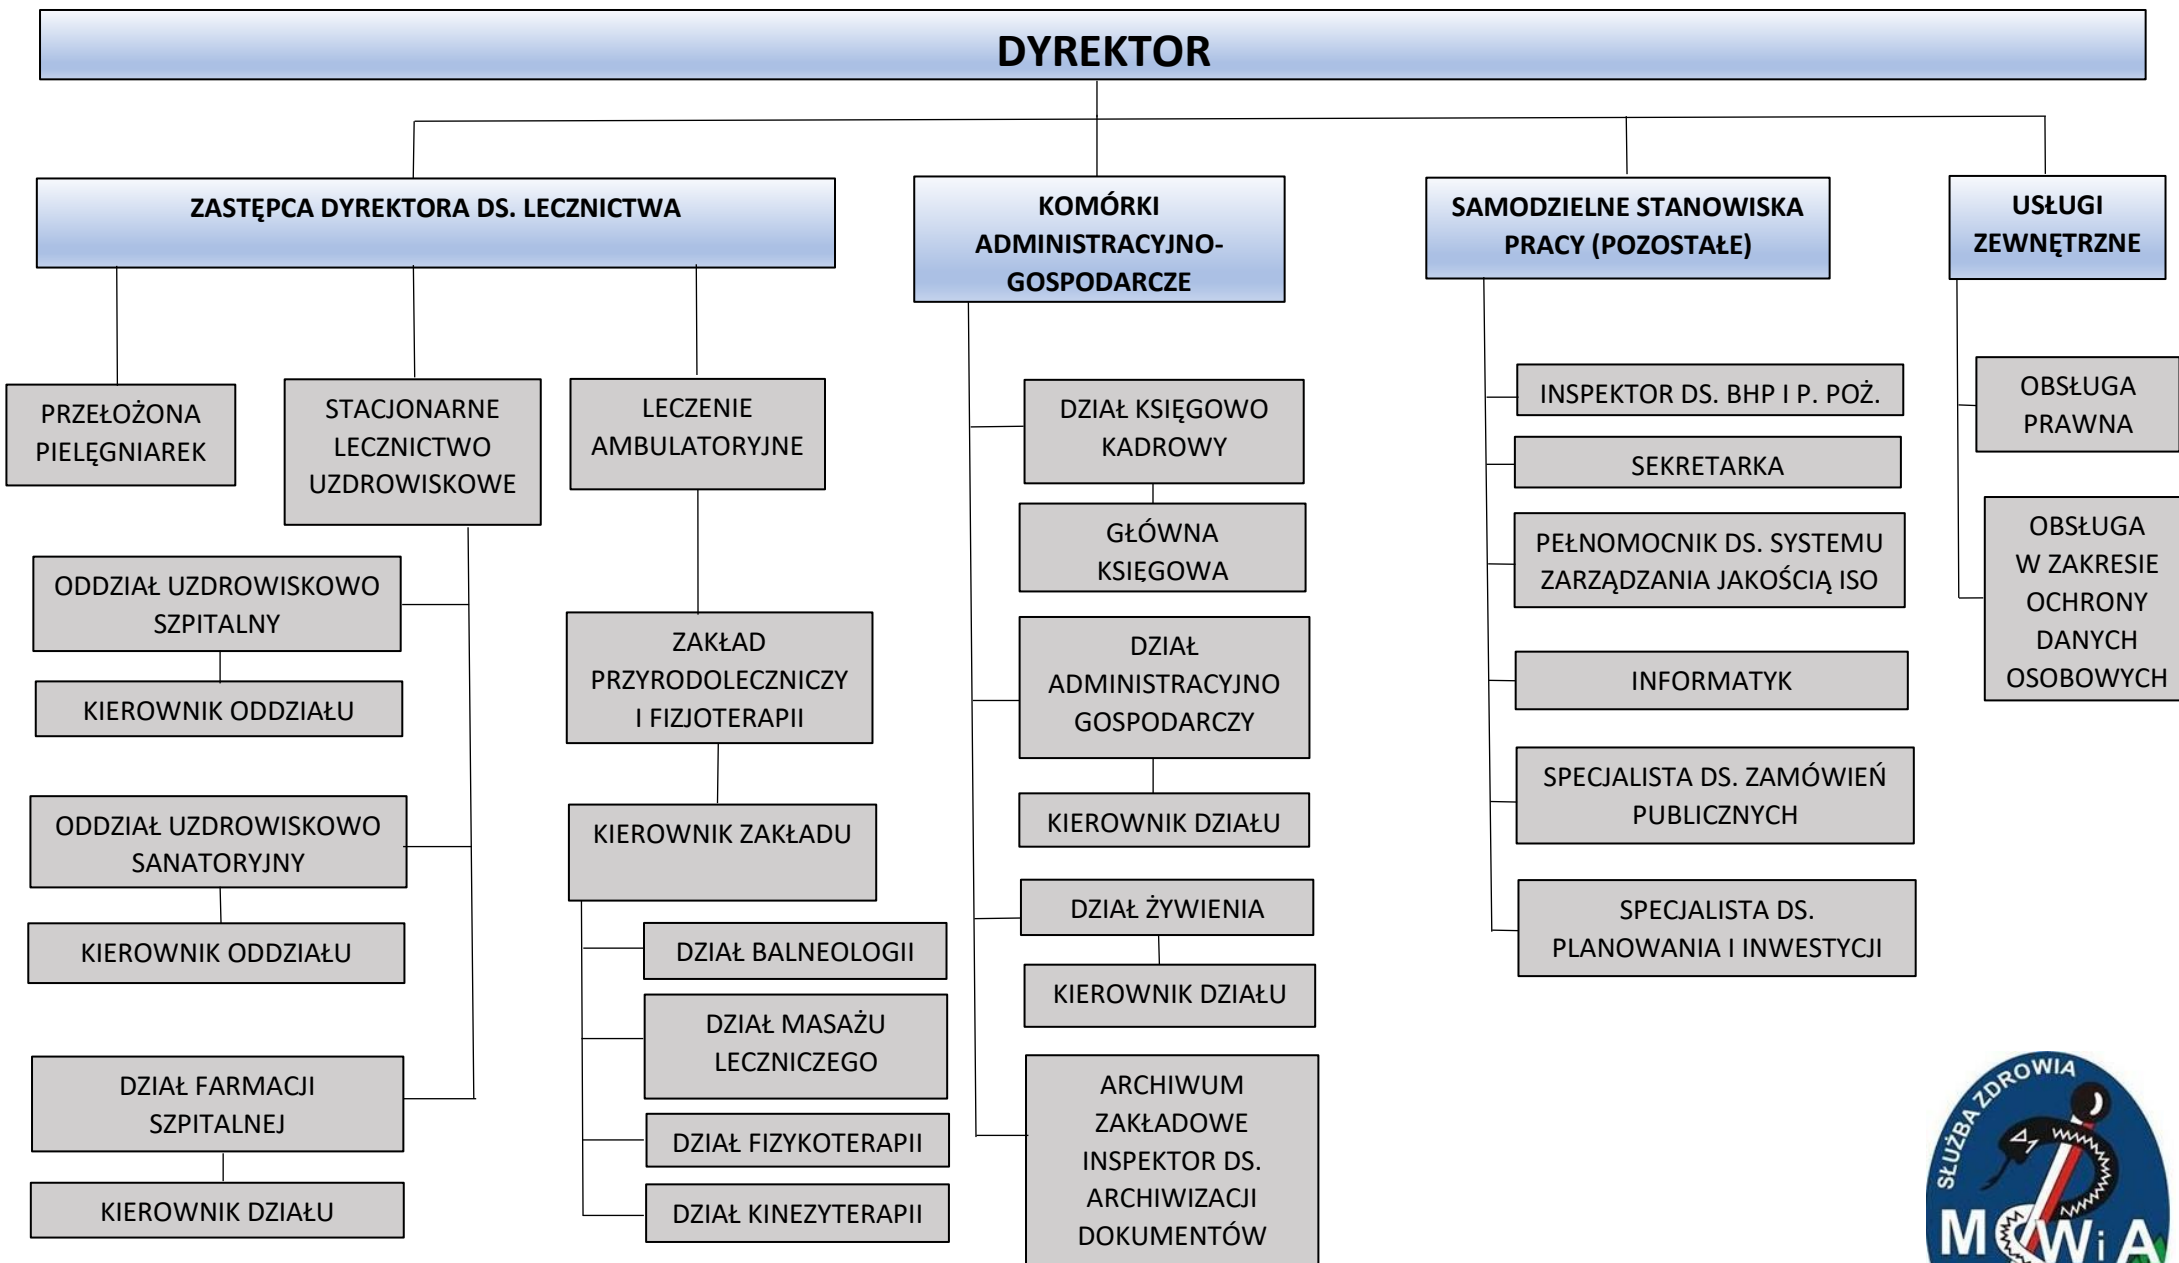 DYREKTOR
ZASTĘPCA DYREKTORA DS. LECZNICTWA
PRZEŁOŻONA
PIELĘGNIAREK
STACJONARNE
LECZNICTWO
UZDROWISKOWE
ODDZIAŁ UZDROWISKOWO
SZPITALNY
KIEROWNIK ODDZIAŁU
ODDZIAŁ UZDROWISKOWO
SANATORYJNY
KIEROWNIK ODDZIAŁU
DZIAŁ FARMACJI
SZPITALNEJ
KIEROWNIK DZIAŁU
LECZENIE
AMBULATORYJNE
ZAKŁAD
PRZYRODOLECZNICZY
I FIZJOTERAPII
KIEROWNIK ZAKŁADU
DZIAŁ BALNEOLOGII
DZIAŁ MASAŻU
LECZNICZEGO
DZIAŁ FIZYKOTERAPII
DZIAŁ KINEZYTERAPII
KOMÓRKI
ADMINISTRACYJNO-
GOSPODARCZE
DZIAŁ KSIĘGOWO
KADROWY
GŁÓWNA
KSIĘGOWA
DZIAŁ
ADMINISTRACYJNO
GOSPODARCZY
KIEROWNIK DZIAŁU
DZIAŁ ŻYWIENIA
KIEROWNIK DZIAŁU
ARCHIWUM
ZAKŁADOWE
INSPEKTOR DS.
ARCHIWIZACJI
DOKUMENTÓW
SAMODZIELNE STANOWISKA
PRACY (POZOSTAŁE)
INSPEKTOR DS. BHP I P. POŻ.
SEKRETARKA
PEŁNOMOCNIK DS. SYSTEMU
ZARZĄDZANIA JAKOŚCIĄ ISO
INFORMATYK
SPECJALISTA DS. ZAMÓWIEŃ
PUBLICZNYCH
SPECJALISTA DS.
PLANOWANIA I INWESTYCJI
USŁUGI
ZEWNĘTRZNE
OBSŁUGA
PRAWNA
OBSŁUGA
W ZAKRESIE
OCHRONY
DANYCH
OSOBOWYCH
SŁUŻBA ZDROWIA
MSWiA